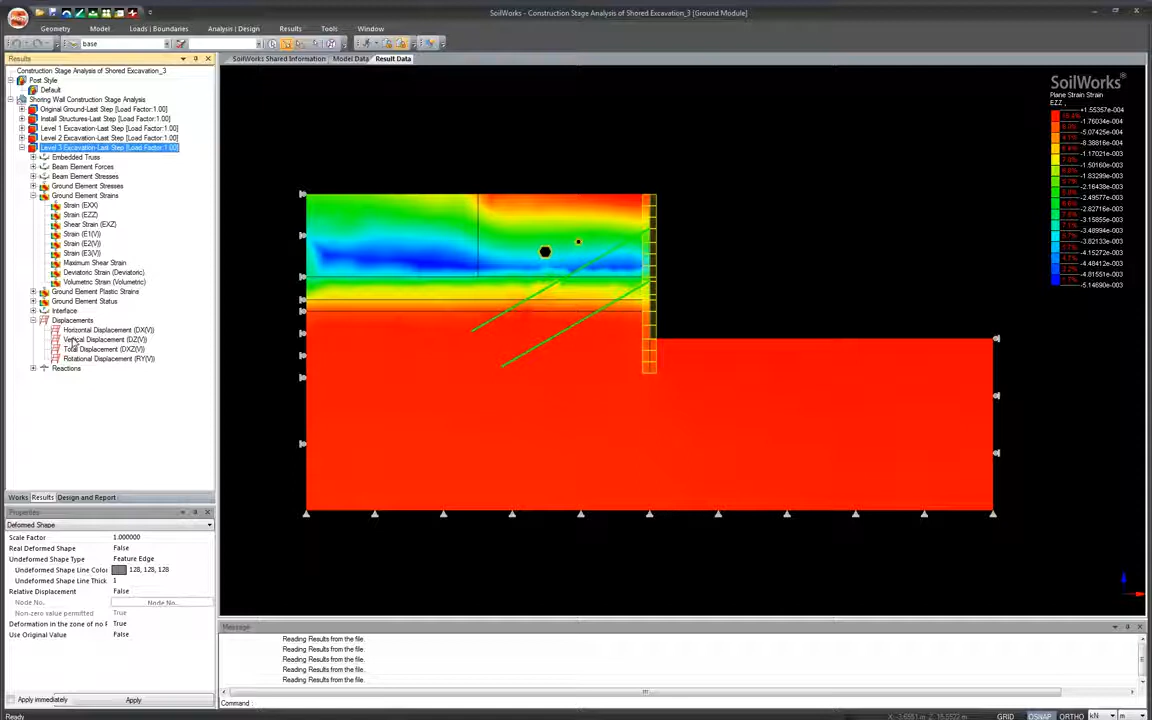 SoilWorks - Construction Stage Analysis of Shored Excavation_3 [Ground Module]
Geometry Model Loads | Boundaries Analysis | Design Results Tools Window
base
Results
SoilWorks Shared Information Model Data Result Data
Construction Stage Analysis of Shored Excavation_3
Post Style
Default
Shoring Wall Construction Stage Analysis
Original Ground-Last Step [Load Factor:1.00]
Install Structures-Last Step [Load Factor:1.00]
Level 1 Excavation-Last Step [Load Factor:1.00]
Level 2 Excavation-Last Step [Load Factor:1.00]
Level 3 Excavation-Last Step [Load Factor:1.00]
Embedded Truss
Beam Element Forces
Beam Element Stresses
Ground Element Stresses
Ground Element Strains
Strain (EXX)
Strain (EZZ)
Shear Strain (EXZ)
Strain (E1(V))
Strain (E2(V))
Strain (E3(V))
Maximum Shear Strain
Deviatoric Strain (Deviatoric)
Volumetric Strain (Volumetric)
Ground Element Plastic Strains
Ground Element Status
Interface
Displacements
Horizontal Displacement (DX(V))
Vertical Displacement (DZ(V))
Total Displacement (DXZ(V))
Rotational Displacement (RY(V))
Reactions
SoilWorks®
Plane Strain Strain
EZZ ,
+1.55357e-004
-1.76034e-004
-5.07425e-004
-8.38816e-004
-1.17021e-003
-1.50160e-003
-1.83299e-003
-2.16438e-003
-2.49577e-003
-2.82716e-003
-3.15855e-003
-3.48994e-003
-3.82133e-003
-4.15272e-003
-4.48412e-003
-4.81551e-003
-5.14690e-003
Works Results Design and Report
Properties
Deformed Shape
Scale Factor 1.000000
Real Deformed Shape False
Undeformed Shape Type Feature Edge
Undeformed Shape Line Color 128, 128, 128
Undeformed Shape Line Thick 1
Relative Displacement False
Node No. Node No...
Non-zero value permitted True
Deformation in the zone of no F True
Use Original Value False
Apply immediately Apply
Message
Reading Results from the file.
Reading Results from the file.
Reading Results from the file.
Reading Results from the file.
Reading Results from the file.
Command :
Ready
GRID OSNAP ORTHO kN m